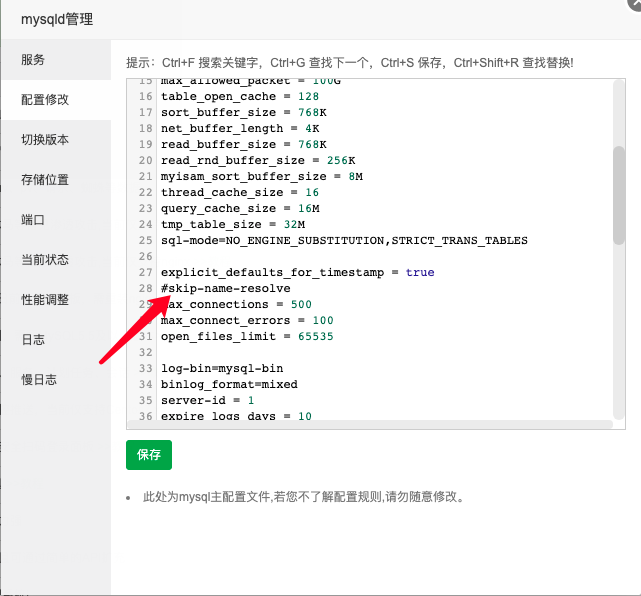 mysqld管理
服务
配置修改
切换版本
存储位置
端口
当前状态
性能调整
日志
慢日志
提示：Ctrl+F 搜索关键字，Ctrl+G 查找下一个，Ctrl+S 保存，Ctrl+Shift+R 查找替换!
15 max_allowed_packet = 100G
16 table_open_cache = 128
17 sort_buffer_size = 768K
18 net_buffer_length = 4K
19 read_buffer_size = 768K
20 read_rnd_buffer_size = 256K
21 myisam_sort_buffer_size = 8M
22 thread_cache_size = 16
23 query_cache_size = 16M
24 tmp_table_size = 32M
25 sql-mode=NO_ENGINE_SUBSTITUTION,STRICT_TRANS_TABLES
26
27 explicit_defaults_for_timestamp = true
28 #skip-name-resolve
29 max_connections = 500
30 max_connect_errors = 100
31 open_files_limit = 65535
32
33 log-bin=mysql-bin
34 binlog_format=mixed
35 server-id = 1
36 expire_logs_days = 10
保存
此处为mysql主配置文件,若您不了解配置规则,请勿随意修改。